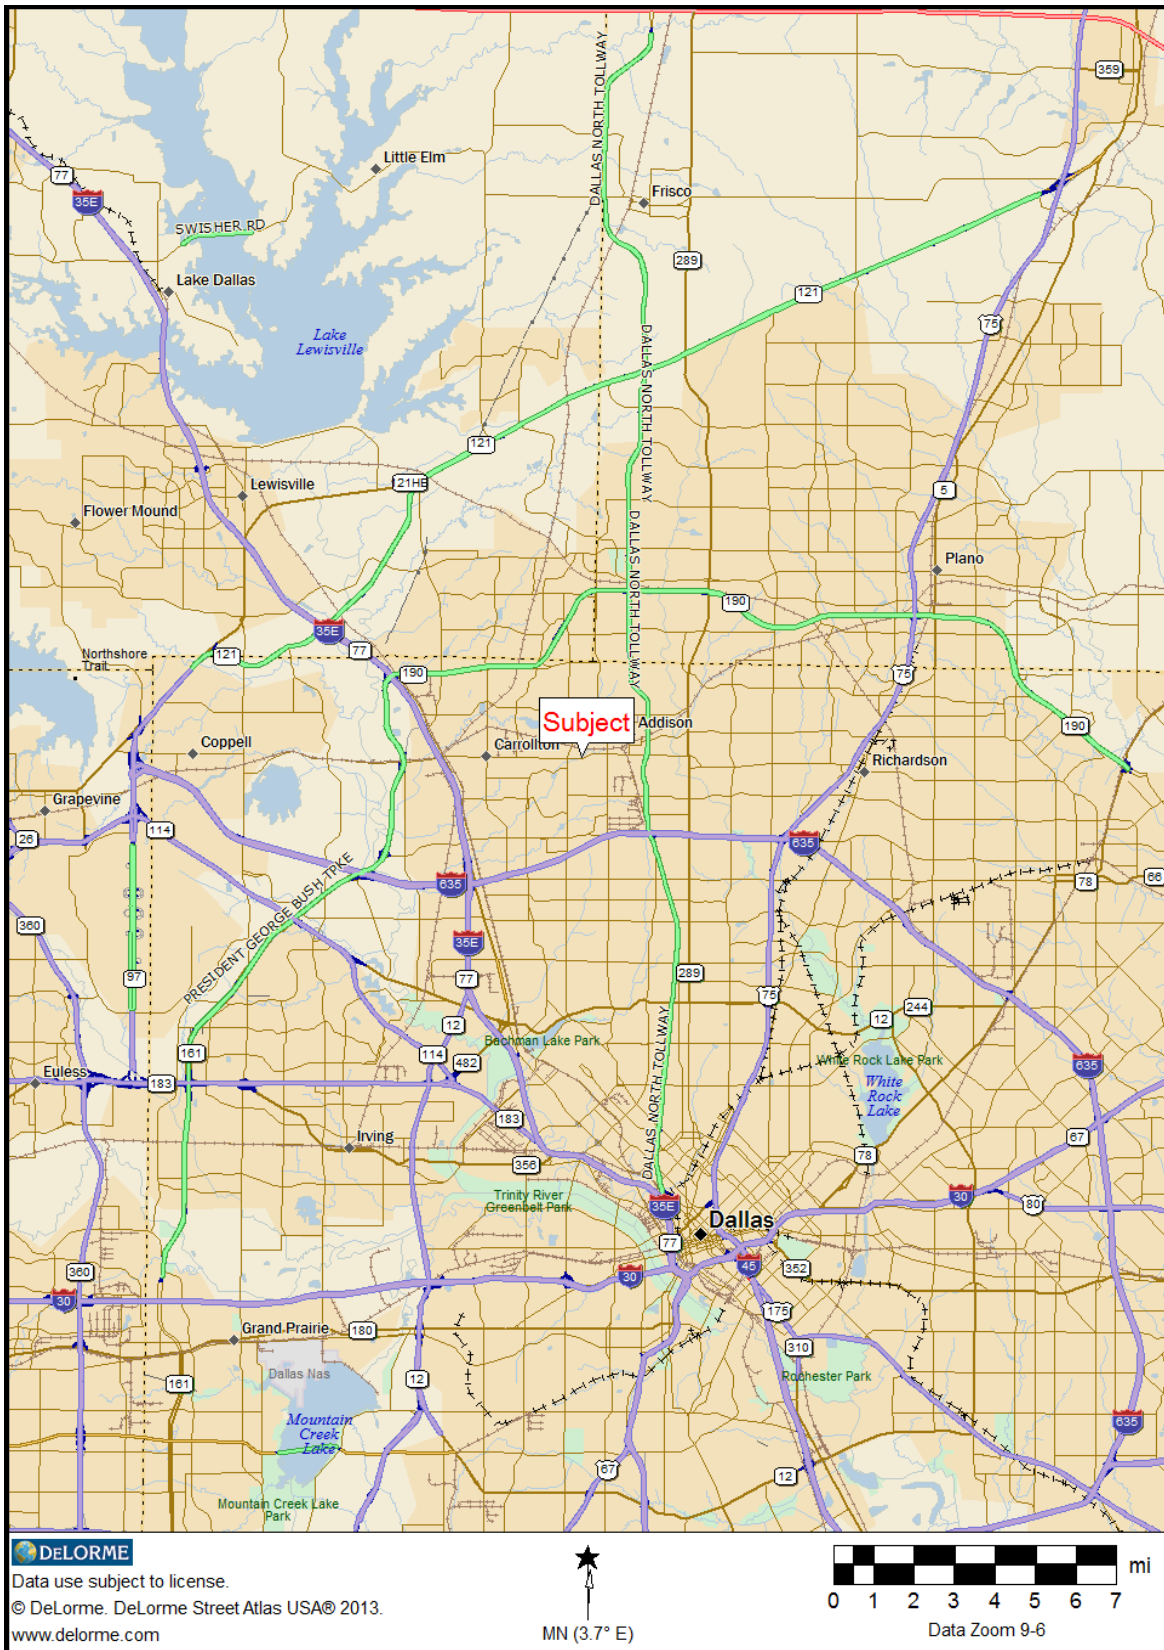 DALLAS NORTH TOLLWAY
359
Little Elm
77
35E
Frisco
SWISHER RD
289
Lake Dallas
121
Lake
Lewisville
75
DALLAS NORTH TOLLWAY
121
121HB
Lewisville
5
Flower Mound
DALLAS NORTH TOLLWAY
Plano
190
35E
77
Northshore
Trail
121
190
75
Subject
Addison
190
Coppell
Carrollton
Richardson
Grapevine
26
114
635
PRESIDENT GEORGE BUSH TPKE
635
78
66
360
35E
97
77
289
75
DALLAS NORTH TOLLWAY
12
244
12
Bachman Lake Park
161
114
482
White Rock Lake Park
White
Rock
Lake
635
Euless
183
183
67
Irving
356
78
Trinity River
Greenbelt Park
30
80
35E
Dallas
77
360
30
45
352
30
175
Grand Prairie
180
310
Dallas Nas
161
12
Rochester Park
Mountain
Creek
Lake
635
67
12
Mountain Creek Lake
Park
DELORME
Data use subject to license.
© DeLorme. DeLorme Street Atlas USA® 2013.
www.delorme.com
MN (3.7° E)
mi
0 1 2 3 4 5 6 7
Data Zoom 9-6